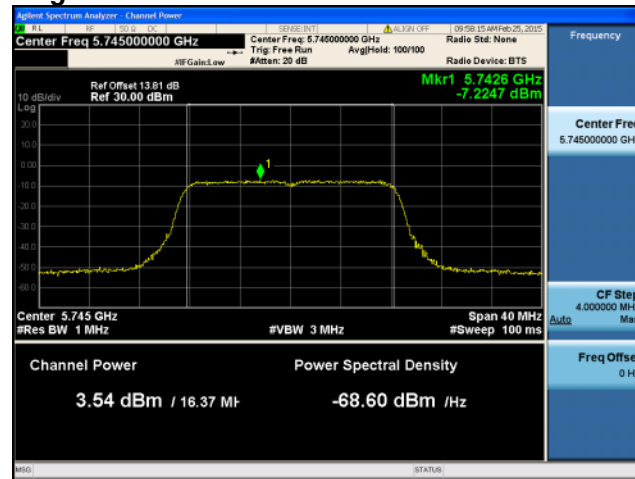 Agilent Spectrum Analyzer - Channel Power
RL RF 50 Ω DC SENSE:INT ALIGN OFF 09:58:15 AM Feb 25, 2015
Center Freq 5.745000000 GHz
Center Freq: 5.745000000 GHz
Radio Std: None
Trig: Free Run Avg|Hold: 100/100
#IFGain:Low #Atten: 20 dB Radio Device: BTS
Frequency
Ref Offset 13.81 dB
Mkr1 5.7426 GHz
10 dB/div Ref 30.00 dBm -7.2247 dBm
Log
20.0
10.0
0.00
-10.0
-20.0
-30.0
-40.0
-50.0
-60.0
1
Center 5.745 GHz Span 40 MHz
#Res BW 1 MHz #VBW 3 MHz #Sweep 100 ms
Channel Power Power Spectral Density
3.54 dBm / 16.37 MH -68.60 dBm /Hz
Center Fre
5.745000000 GH
CF Step
4.000000 MH
Auto Ma
Freq Offse
0 H
MSG STATUS